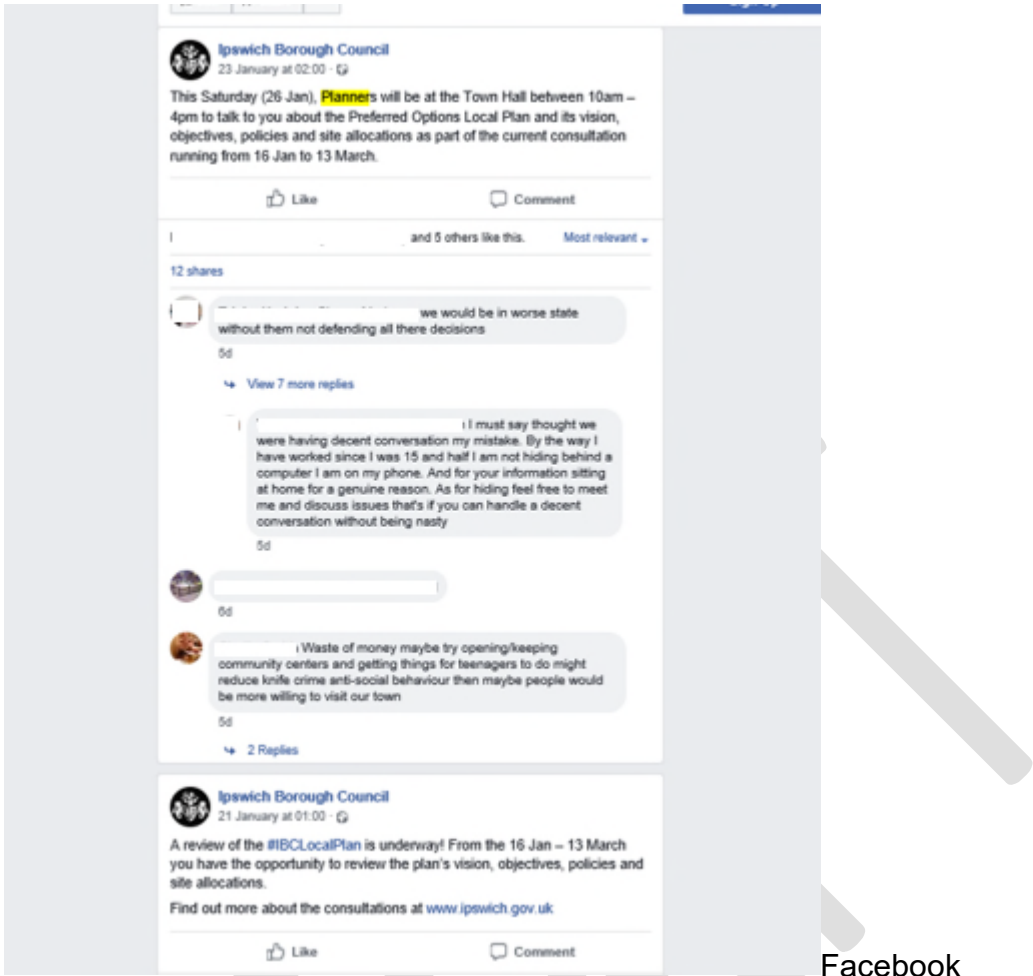 Sign Up
Ipswich Borough Council
23 January at 02:00 ·
This Saturday (26 Jan), Planners will be at the Town Hall between 10am –
4pm to talk to you about the Preferred Options Local Plan and its vision,
objectives, policies and site allocations as part of the current consultation
running from 16 Jan to 13 March.
Like Comment
and 5 others like this. Most relevant
12 shares
we would be in worse state
without them not defending all there decisions
5d
View 7 more replies
I must say thought we
were having decent conversation my mistake. By the way I
have worked since I was 15 and half I am not hiding behind a
computer I am on my phone. And for your information sitting
at home for a genuine reason. As for hiding feel free to meet
me and discuss issues that's if you can handle a decent
conversation without being nasty
5d
6d
Waste of money maybe try opening/keeping
community centers and getting things for teenagers to do might
reduce knife crime anti-social behaviour then maybe people would
be more willing to visit our town
5d
2 Replies
Ipswich Borough Council
21 January at 01:00 ·
A review of the #IBCLocalPlan is underway! From the 16 Jan – 13 March
you have the opportunity to review the plan's vision, objectives, policies and
site allocations.
Find out more about the consultations at www.ipswich.gov.uk
Like Comment
Facebook